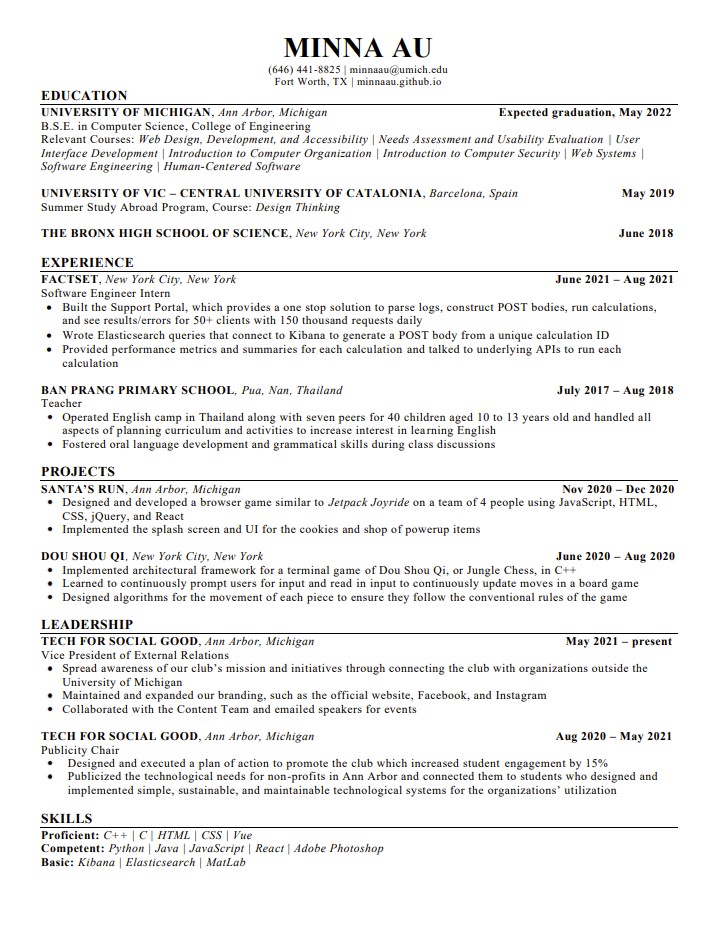 MINNA AU
(646) 441-8825 | minnaau@umich.edu
Fort Worth, TX | minnaau.github.io
EDUCATION
UNIVERSITY OF MICHIGAN, Ann Arbor, Michigan Expected graduation, May 2022
B.S.E. in Computer Science, College of Engineering
Relevant Courses: Web Design, Development, and Accessibility | Needs Assessment and Usability Evaluation | User
Interface Development | Introduction to Computer Organization | Introduction to Computer Security | Web Systems |
Software Engineering | Human-Centered Software
UNIVERSITY OF VIC – CENTRAL UNIVERSITY OF CATALONIA, Barcelona, Spain May 2019
Summer Study Abroad Program, Course: Design Thinking
THE BRONX HIGH SCHOOL OF SCIENCE, New York City, New York June 2018
EXPERIENCE
FACTSET, New York City, New York June 2021 – Aug 2021
Software Engineer Intern
• Built the Support Portal, which provides a one stop solution to parse logs, construct POST bodies, run calculations,
and see results/errors for 50+ clients with 150 thousand requests daily
• Wrote Elasticsearch queries that connect to Kibana to generate a POST body from a unique calculation ID
• Provided performance metrics and summaries for each calculation and talked to underlying APIs to run each
calculation
BAN PRANG PRIMARY SCHOOL, Pua, Nan, Thailand July 2017 – Aug 2018
Teacher
• Operated English camp in Thailand along with seven peers for 40 children aged 10 to 13 years old and handled all
aspects of planning curriculum and activities to increase interest in learning English
• Fostered oral language development and grammatical skills during class discussions
PROJECTS
SANTA'S RUN, Ann Arbor, Michigan Nov 2020 – Dec 2020
• Designed and developed a browser game similar to Jetpack Joyride on a team of 4 people using JavaScript, HTML,
CSS, jQuery, and React
• Implemented the splash screen and UI for the cookies and shop of powerup items
DOU SHOU QI, New York City, New York June 2020 – Aug 2020
• Implemented architectural framework for a terminal game of Dou Shou Qi, or Jungle Chess, in C++
• Learned to continuously prompt users for input and read in input to continuously update moves in a board game
• Designed algorithms for the movement of each piece to ensure they follow the conventional rules of the game
LEADERSHIP
TECH FOR SOCIAL GOOD, Ann Arbor, Michigan May 2021 – present
Vice President of External Relations
• Spread awareness of our club's mission and initiatives through connecting the club with organizations outside the
University of Michigan
• Maintained and expanded our branding, such as the official website, Facebook, and Instagram
• Collaborated with the Content Team and emailed speakers for events
TECH FOR SOCIAL GOOD, Ann Arbor, Michigan Aug 2020 – May 2021
Publicity Chair
• Designed and executed a plan of action to promote the club which increased student engagement by 15%
• Publicized the technological needs for non-profits in Ann Arbor and connected them to students who designed and
implemented simple, sustainable, and maintainable technological systems for the organizations' utilization
SKILLS
Proficient: C++ | C | HTML | CSS | Vue
Competent: Python | Java | JavaScript | React | Adobe Photoshop
Basic: Kibana | Elasticsearch | MatLab